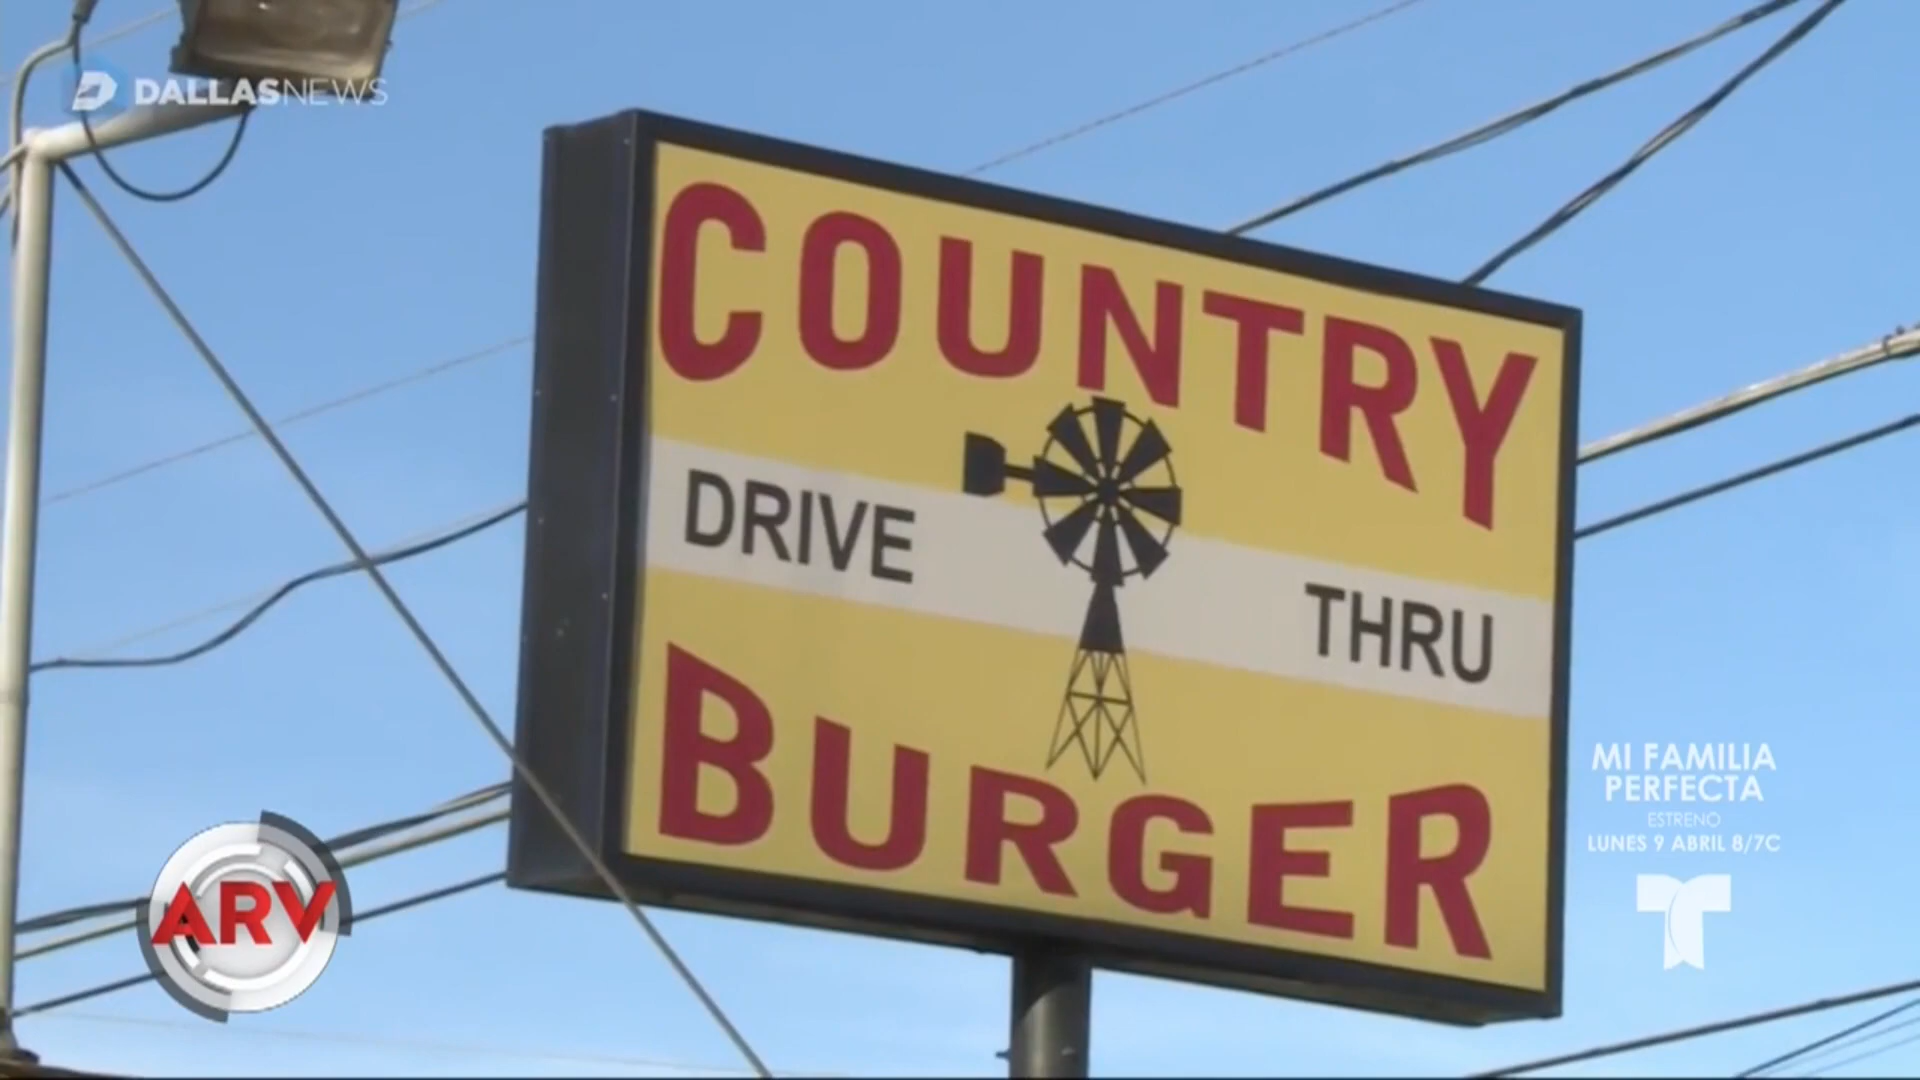 DALLASNEWS
COUNTRY
DRIVE THRU
BURGER
MI FAMILIA
PERFECTA
ESTRENO
LUNES 9 ABRIL 8/7C
ARV